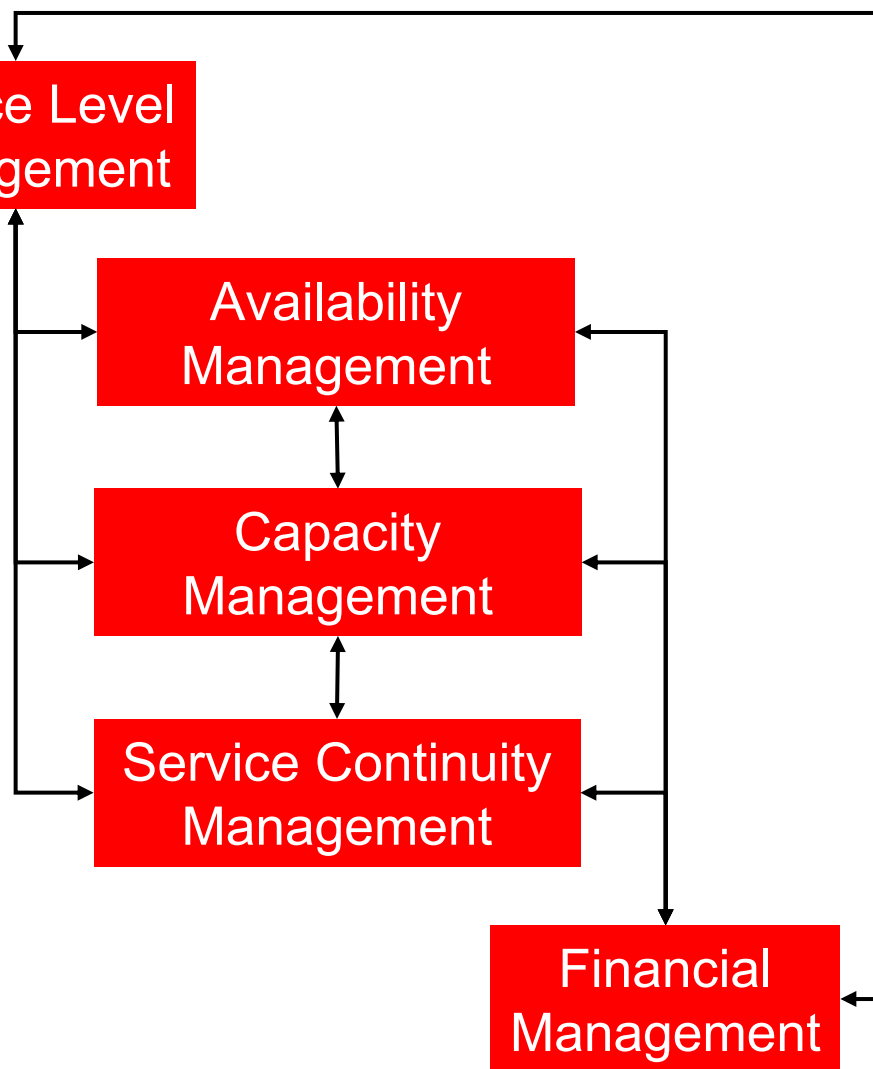 ce Level
gement
Availability
Management
Capacity
Management
Service Continuity
Management
Financial
Management